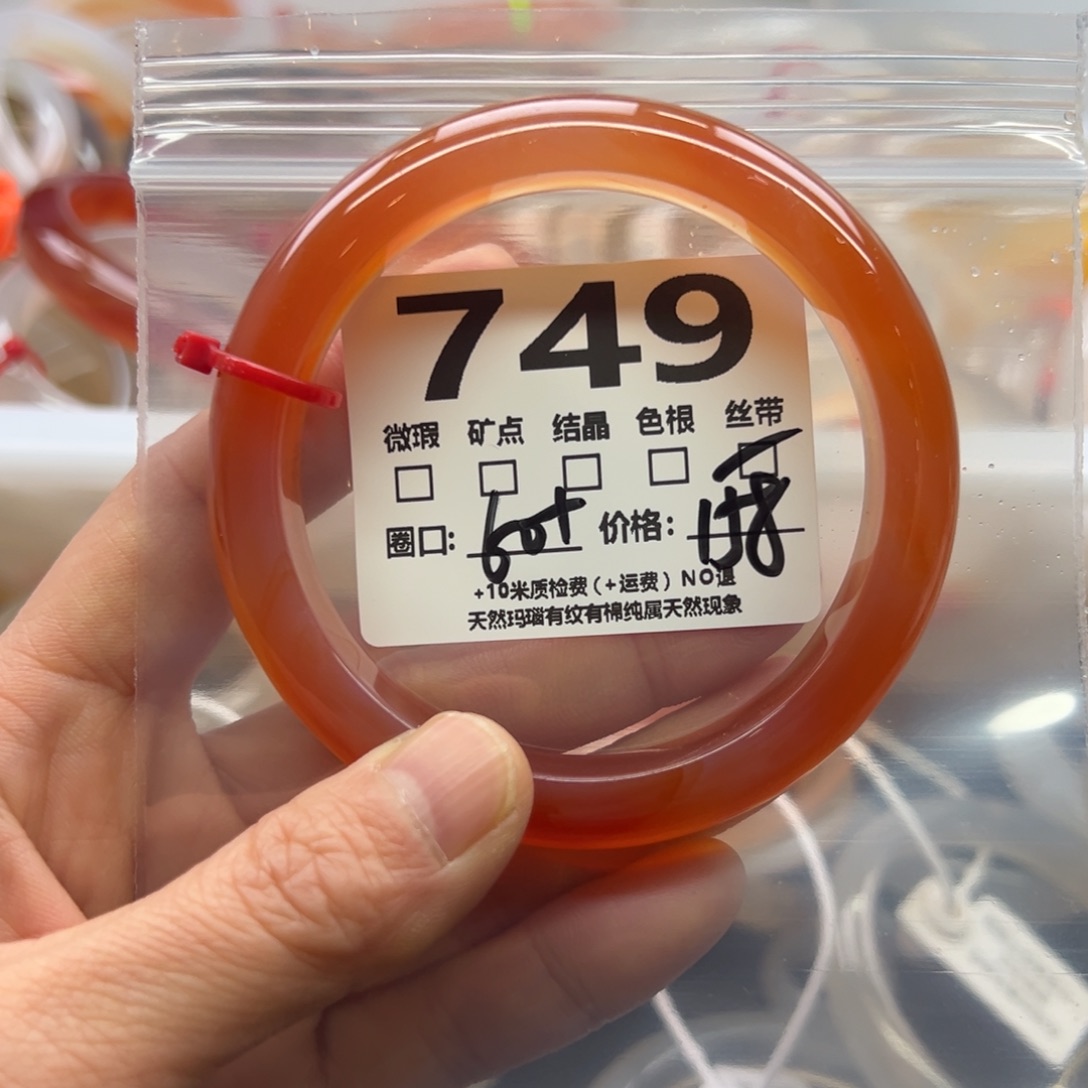 749
微瑕 矿点 结晶 色根 丝带
圈口: 60+ 价格: 158
+10米质检费(+运费) NO退
天然玛瑙有纹有棉纯属天然现象